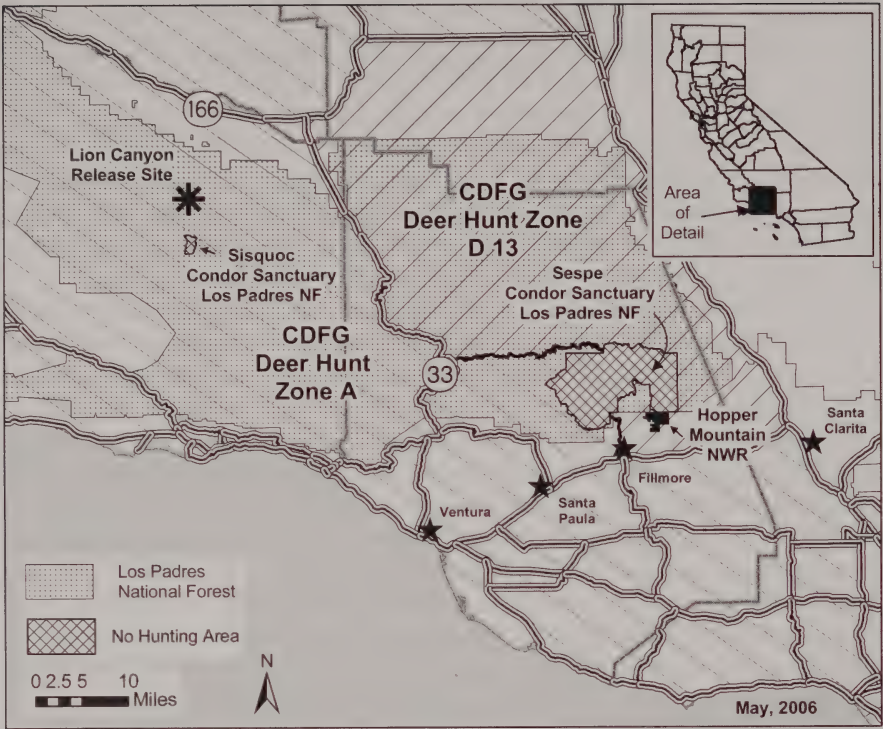 166
Lion Canyon
Release Site
Sisquoc
Condor Sanctuary
Los Padres NF
CDFG
Deer Hunt Zone
D 13
Sespe
Condor Sanctuary
Los Padres NF
Area
of
Detail
CDFG
Deer Hunt
Zone A
33
Hopper
Mountain
NWR
Santa
Clarita
Fillmore
Santa
Paula
Ventura
Los Padres
National Forest
No Hunting Area
0 2.5 5 10
Miles
N
May, 2006